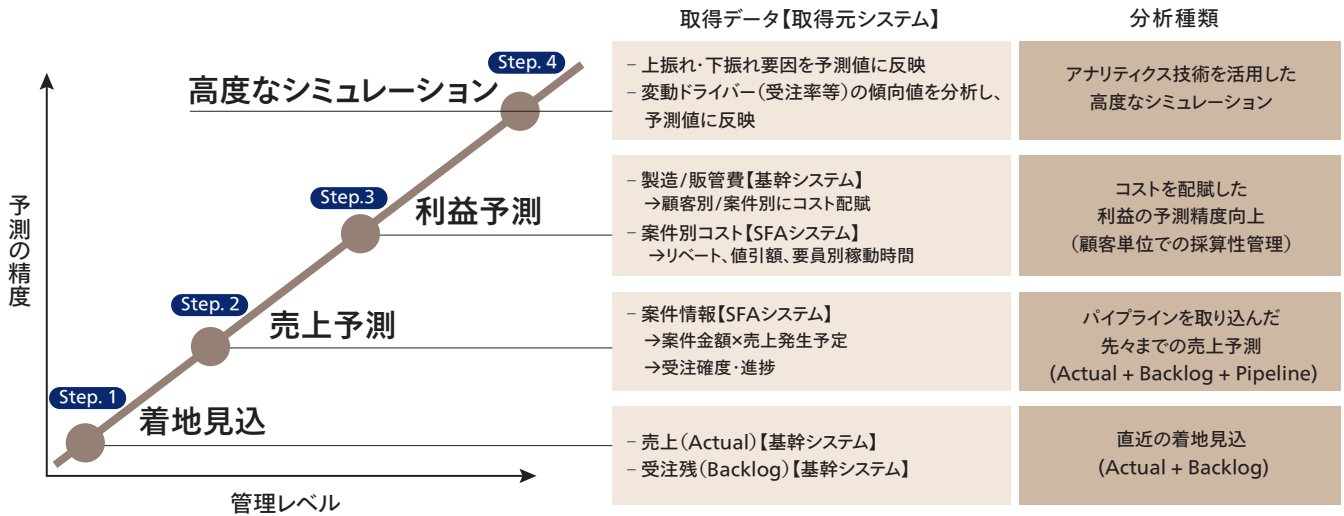 取得データ【取得元システム】
分析種類
Step. 4
高度なシミュレーション
− 上振れ・下振れ要因を予測値に反映
− 変動ドライバー（受注率等）の傾向値を分析し、
予測値に反映
アナリティクス技術を活用した
高度なシミュレーション
Step.3
利益予測
− 製造/販管費【基幹システム】
→顧客別/案件別にコスト配賦
− 案件別コスト【SFAシステム】
→リベート、値引額、要員別稼動時間
コストを配賦した
利益の予測精度向上
（顧客単位での採算性管理）
Step. 2
売上予測
− 案件情報【SFAシステム】
→案件金額×売上発生予定
→受注確度・進捗
パイプラインを取り込んだ
先々までの売上予測
(Actual + Backlog + Pipeline)
Step. 1
着地見込
− 売上（Actual）【基幹システム】
− 受注残（Backlog）【基幹システム】
直近の着地見込
(Actual + Backlog)
予測の精度
管理レベル